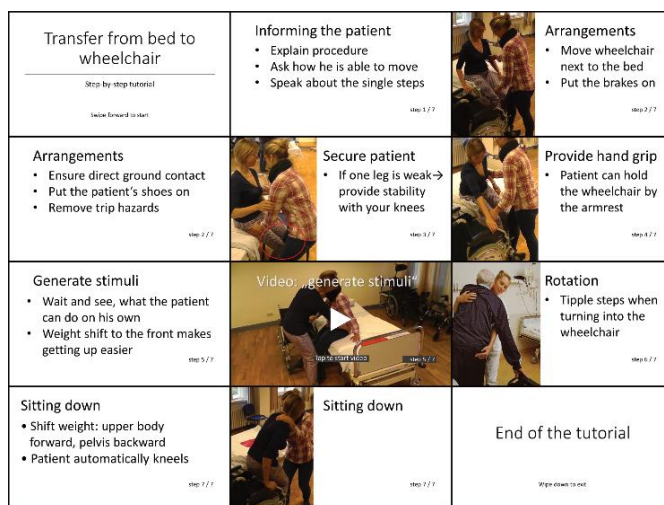 Transfer from bed to
wheelchair
Step-by-step tutorial
Swipe forward to start
Informing the patient
• Explain procedure
• Ask how he is able to move
• Speak about the single steps
step 1 / 7
Arrangements
• Move wheelchair
next to the bed
• Put the brakes on
step 2 / 7
Arrangements
• Ensure direct ground contact
• Put the patient's shoes on
• Remove trip hazards
step 2 / 7
Secure patient
• If one leg is weak→
provide stability
with your knees
step 3 / 7
Provide hand grip
• Patient can hold
the wheelchair by
the armrest
step 4 / 7
Generate stimuli
• Wait and see, what the patient
can do on his own
• Weight shift to the front makes
getting up easier
step 5 / 7
Video: „generate stimuli“
Tap to start video
step 5 / 7
Rotation
• Tipple steps when
turning into the
wheelchair
step 6 / 7
Sitting down
• Shift weight: upper body
forward, pelvis backward
• Patient automatically kneels
step 7 / 7
Sitting down
step 7 / 7
End of the tutorial
Wipe down to exit